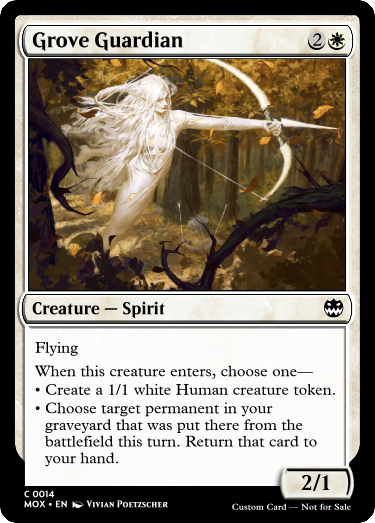 Grove Guardian 2
Creature — Spirit
Flying
When this creature enters, choose one—
• Create a 1/1 white Human creature token.
• Choose target permanent in your
graveyard that was put there from the
battlefield this turn. Return that card to
your hand.
2/1
C 0014
MOX • EN Vivian Poetzscher
Custom Card — Not for Sale